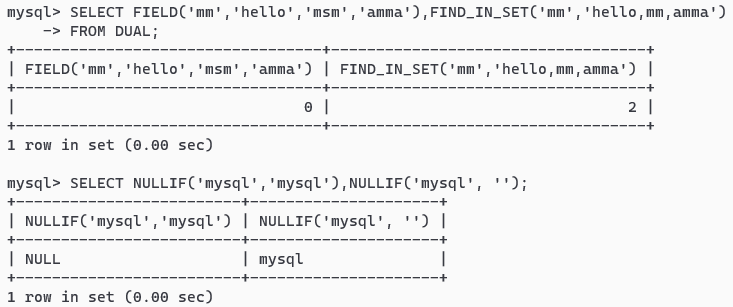 mysql> SELECT FIELD('mm','hello','msm','amma'),FIND_IN_SET('mm','hello,mm,amma')
    -> FROM DUAL;
+----------------------------------+-----------------------------------+
| FIELD('mm','hello','msm','amma') | FIND_IN_SET('mm','hello,mm,amma') |
+----------------------------------+-----------------------------------+
|                                0 |                                 2 |
+----------------------------------+-----------------------------------+
1 row in set (0.00 sec)

mysql> SELECT NULLIF('mysql','mysql'),NULLIF('mysql', '');
+-------------------------+---------------------+
| NULLIF('mysql','mysql') | NULLIF('mysql', '') |
+-------------------------+---------------------+
| NULL                    | mysql               |
+-------------------------+---------------------+
1 row in set (0.00 sec)